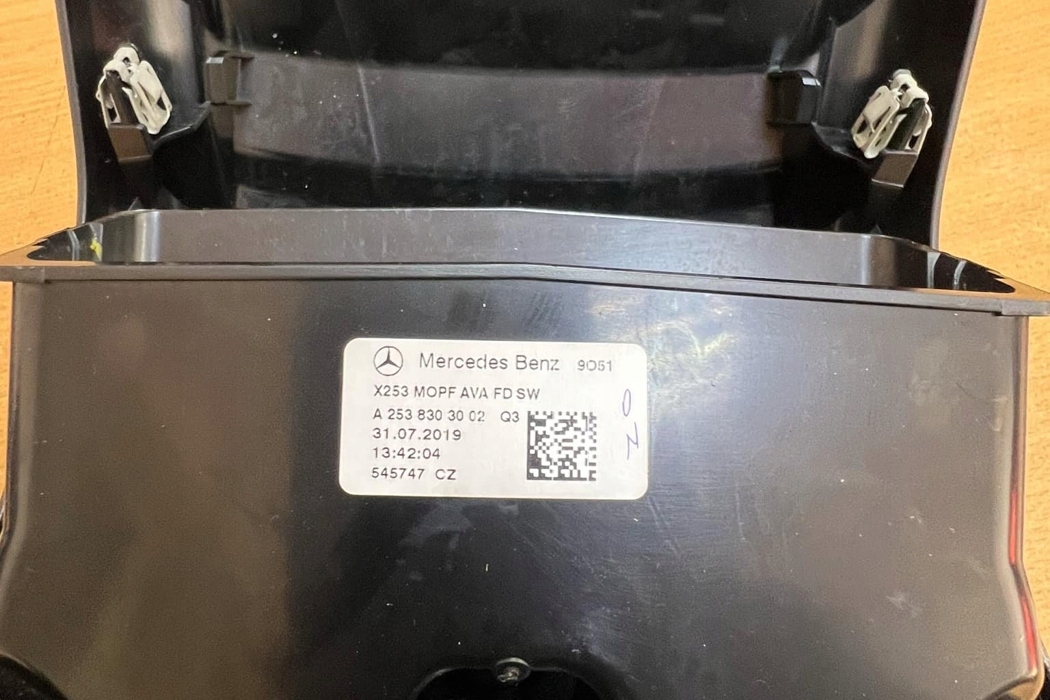 Mercedes Benz 9051
X253 MOPF AVA FD SW
A 253 830 30 02 Q3
31.07.2019
13:42:04
545747 CZ